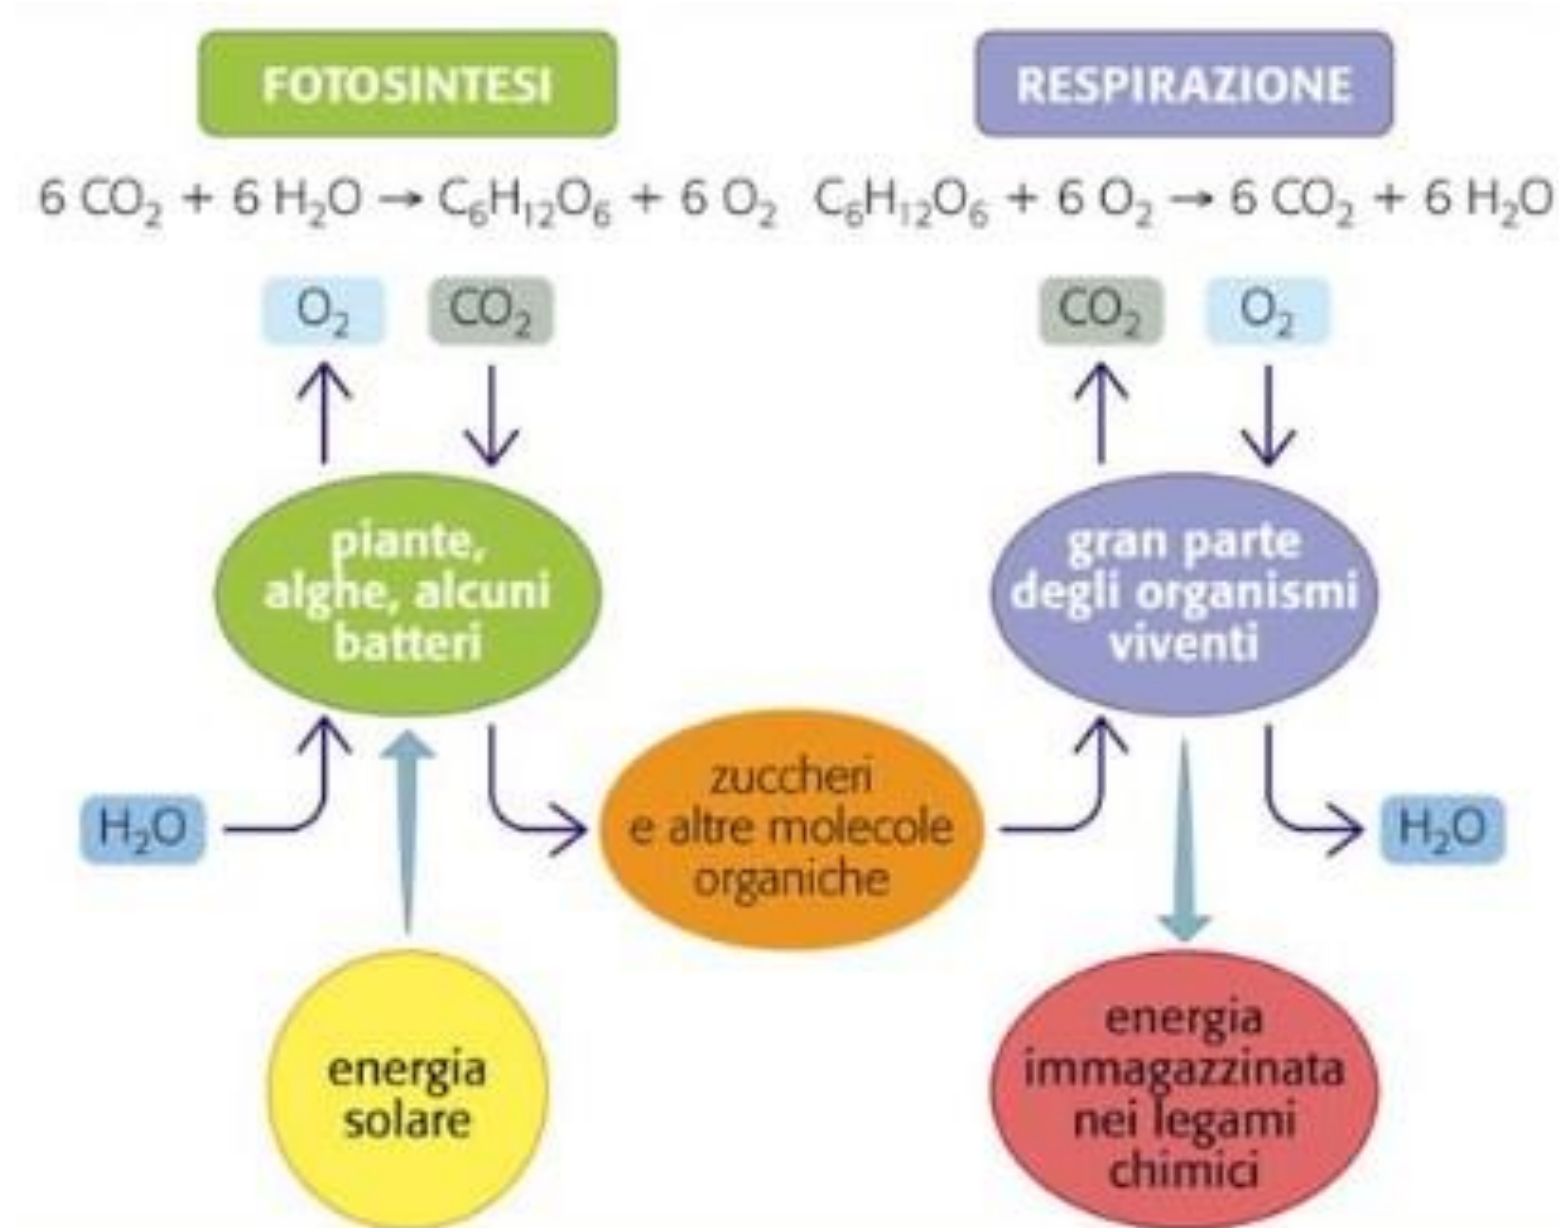 FOTOSINTESI
RESPIRAZIONE
6 CO₂ + 6 H₂O → C₆H₁₂O₆ + 6 O₂
C₆H₁₂O₆ + 6 O₂ → 6 CO₂ + 6 H₂O
O₂
CO₂
CO₂
O₂
piante,
alghe, alcuni
batteri
gran parte
degli organismi
viventi
H₂O
zuccheri
e altre molecole
organiche
H₂O
energia
solare
energia
immagazzinata
nei legami
chimici